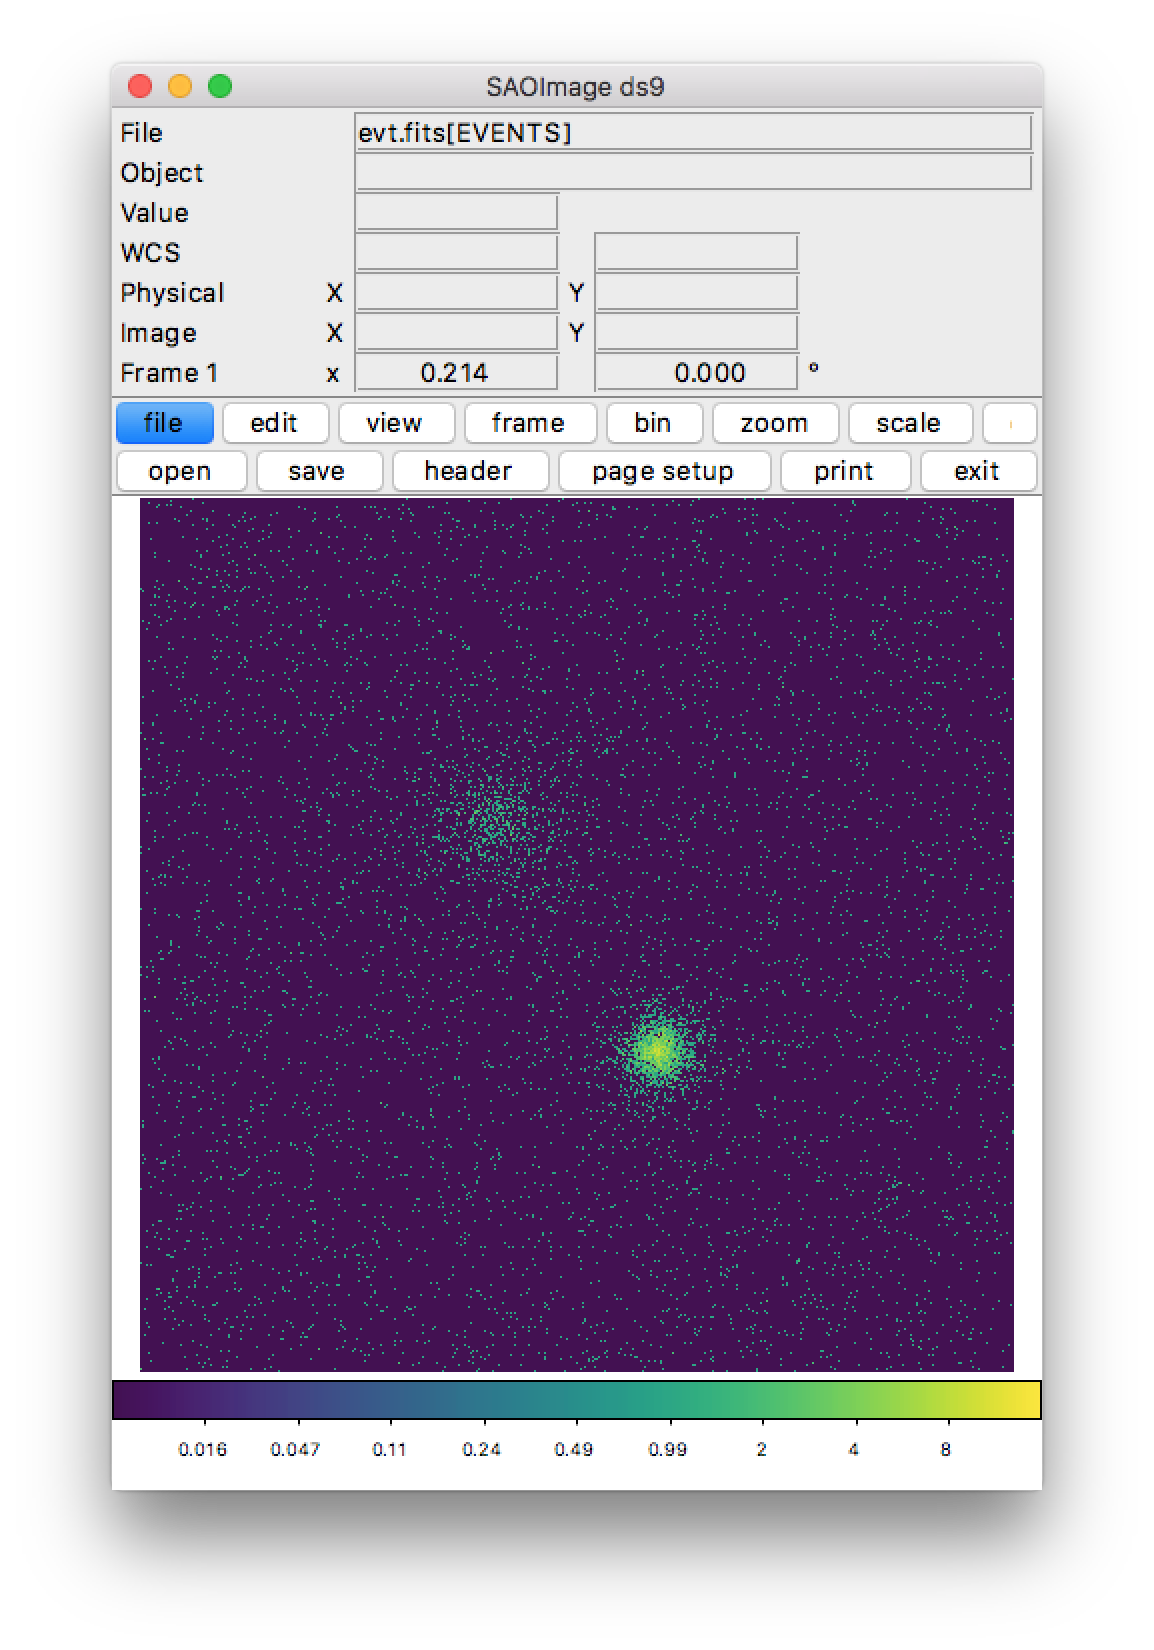 SAOImage ds9
File evt.fits[EVENTS]
Object
Value
WCS
Physical X Y
Image X Y
Frame 1 x 0.214 0.000 °
file edit view frame bin zoom scale
open save header page setup print exit
0.016 0.047 0.11 0.24 0.49 0.99 2 4 8